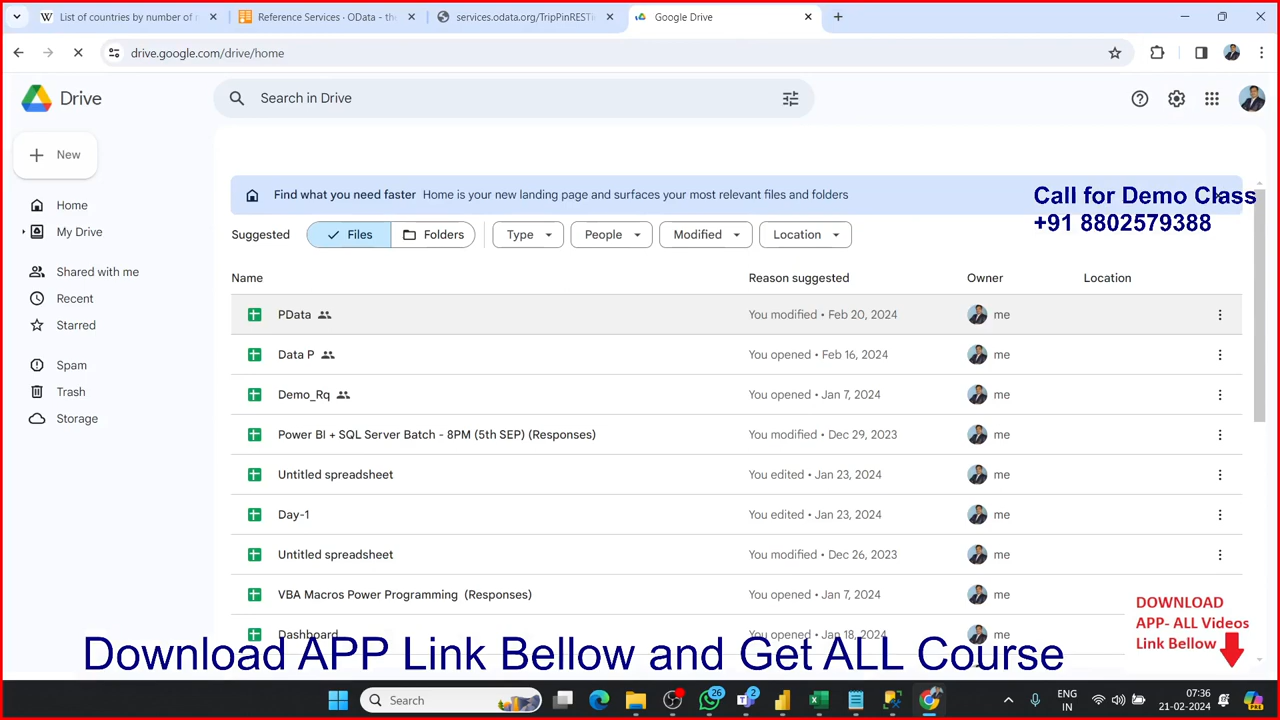 List of countries by number of
Reference Services · OData - the
services.odata.org/TripPinRESTi
Google Drive
drive.google.com/drive/home
Drive
Search in Drive
New
Home
My Drive
Shared with me
Recent
Starred
Spam
Trash
Storage
Find what you need faster Home is your new landing page and surfaces your most relevant files and folders
Call for Demo Class
+91 8802579388
Suggested Files Folders Type People Modified Location
Name Reason suggested Owner Location
PData You modified • Feb 20, 2024 me
Data P You opened • Feb 16, 2024 me
Demo_Rq You opened • Jan 7, 2024 me
Power BI + SQL Server Batch - 8PM (5th SEP) (Responses) You modified • Dec 29, 2023 me
Untitled spreadsheet You edited • Jan 23, 2024 me
Day-1 You edited • Jan 23, 2024 me
Untitled spreadsheet You modified • Dec 26, 2023 me
VBA Macros Power Programming (Responses) You opened • Jan 7, 2024 me
Dashboard You opened • Jan 18, 2024 me
DOWNLOAD
APP- ALL Videos
Link Bellow
Download APP Link Bellow and Get ALL Course
Search
26
2
ENG
IN
07:36
21-02-2024